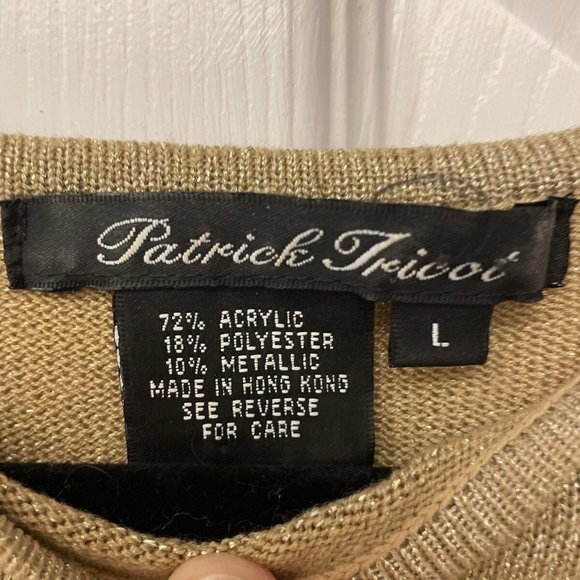 Patrick Tricot
72% ACRYLIC
18% POLYESTER
10% METALLIC
MADE IN HONG KONG
SEE REVERSE
FOR CARE
L